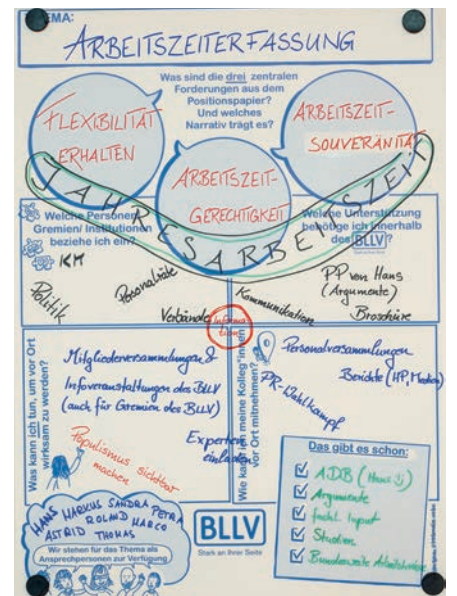 THEMA:
ARBEITSZEITERFASSUNG
Was sind die drei zentralen
Forderungen aus dem
Positionspapier?
Und welches
Narrativ trägt es?
FLEXIBILITÄT
ERHALTEN
ARBEITSZEIT-
GERECHTIGKEIT
ARBEITSZEIT-
SOUVERÄNITÄT
JAHRESARBEITSZEIT
Welche Personen/
Gremien/ Institutionen
beziehe ich ein?
KM
Politik
Personalräte
Verbände
Welche Unterstützung
benötige ich innerhalb
des BLLV?
Kommunikation
PP von Hans
(Argumente)
Broschüre
Information
Was kann ich tun, um vor Ort
wirksam zu werden?
Mitgliederversammlungen &
Infoveranstaltungen des BLLV
(auch für Gremien des BLLV)
Experten
einladen
Populismus sichtbar
machen
Wie kann ich meine Kolleg*innen
vor Ort mitnehmen?
Personalversammlungen
Berichte (HP, Medien)
PR-Wahlkampf
Das gibt es schon:
ADB (Hans)
Argumente
fachl. Input
Studien
HANS MARKUS SANDRA PETRA
ROLAND MARCO
ASTRID THOMAS
Wir stehen für das Thema als
Ansprechpersonen zur Verfügung
BLLV
Stark an Ihrer Seite